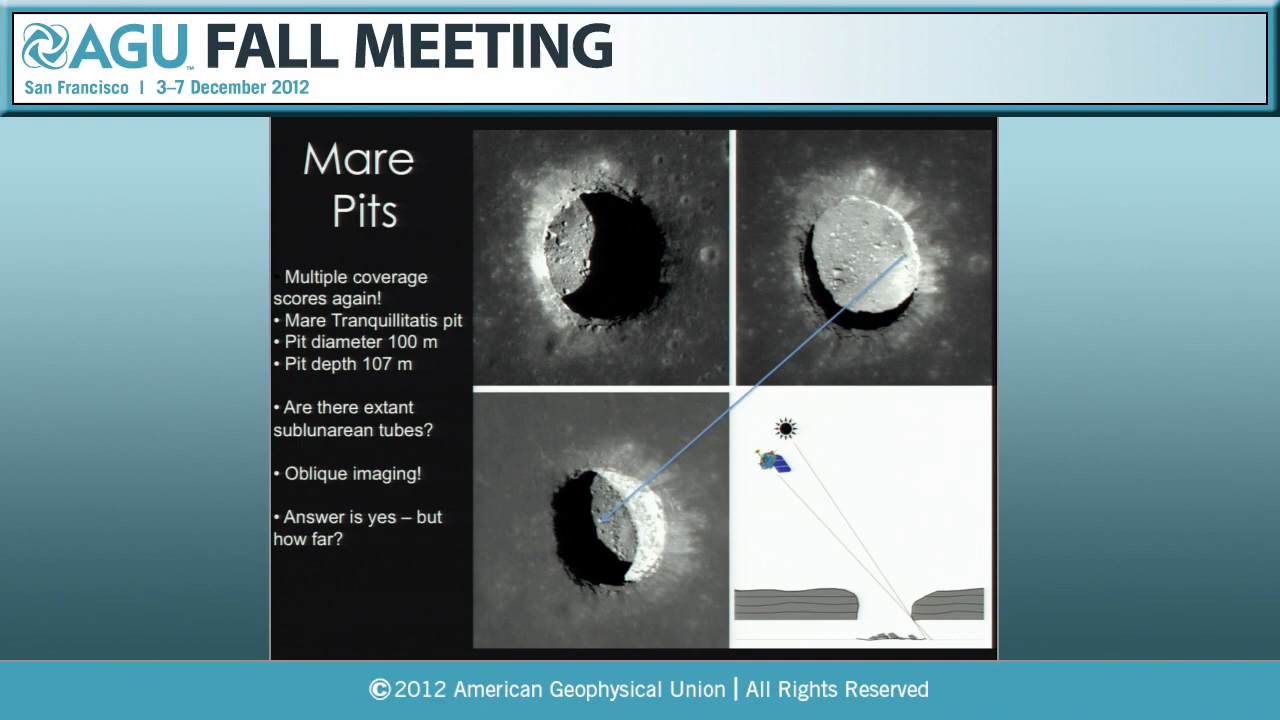 AGU™ FALL MEETING
San Francisco | 3–7 December 2012
Mare
Pits
• Multiple coverage
scores again!
• Mare Tranquillitatis pit
• Pit diameter 100 m
• Pit depth 107 m
• Are there extant
sublunarean tubes?
• Oblique imaging!
• Answer is yes – but
how far?
©2012 American Geophysical Union | All Rights Reserved